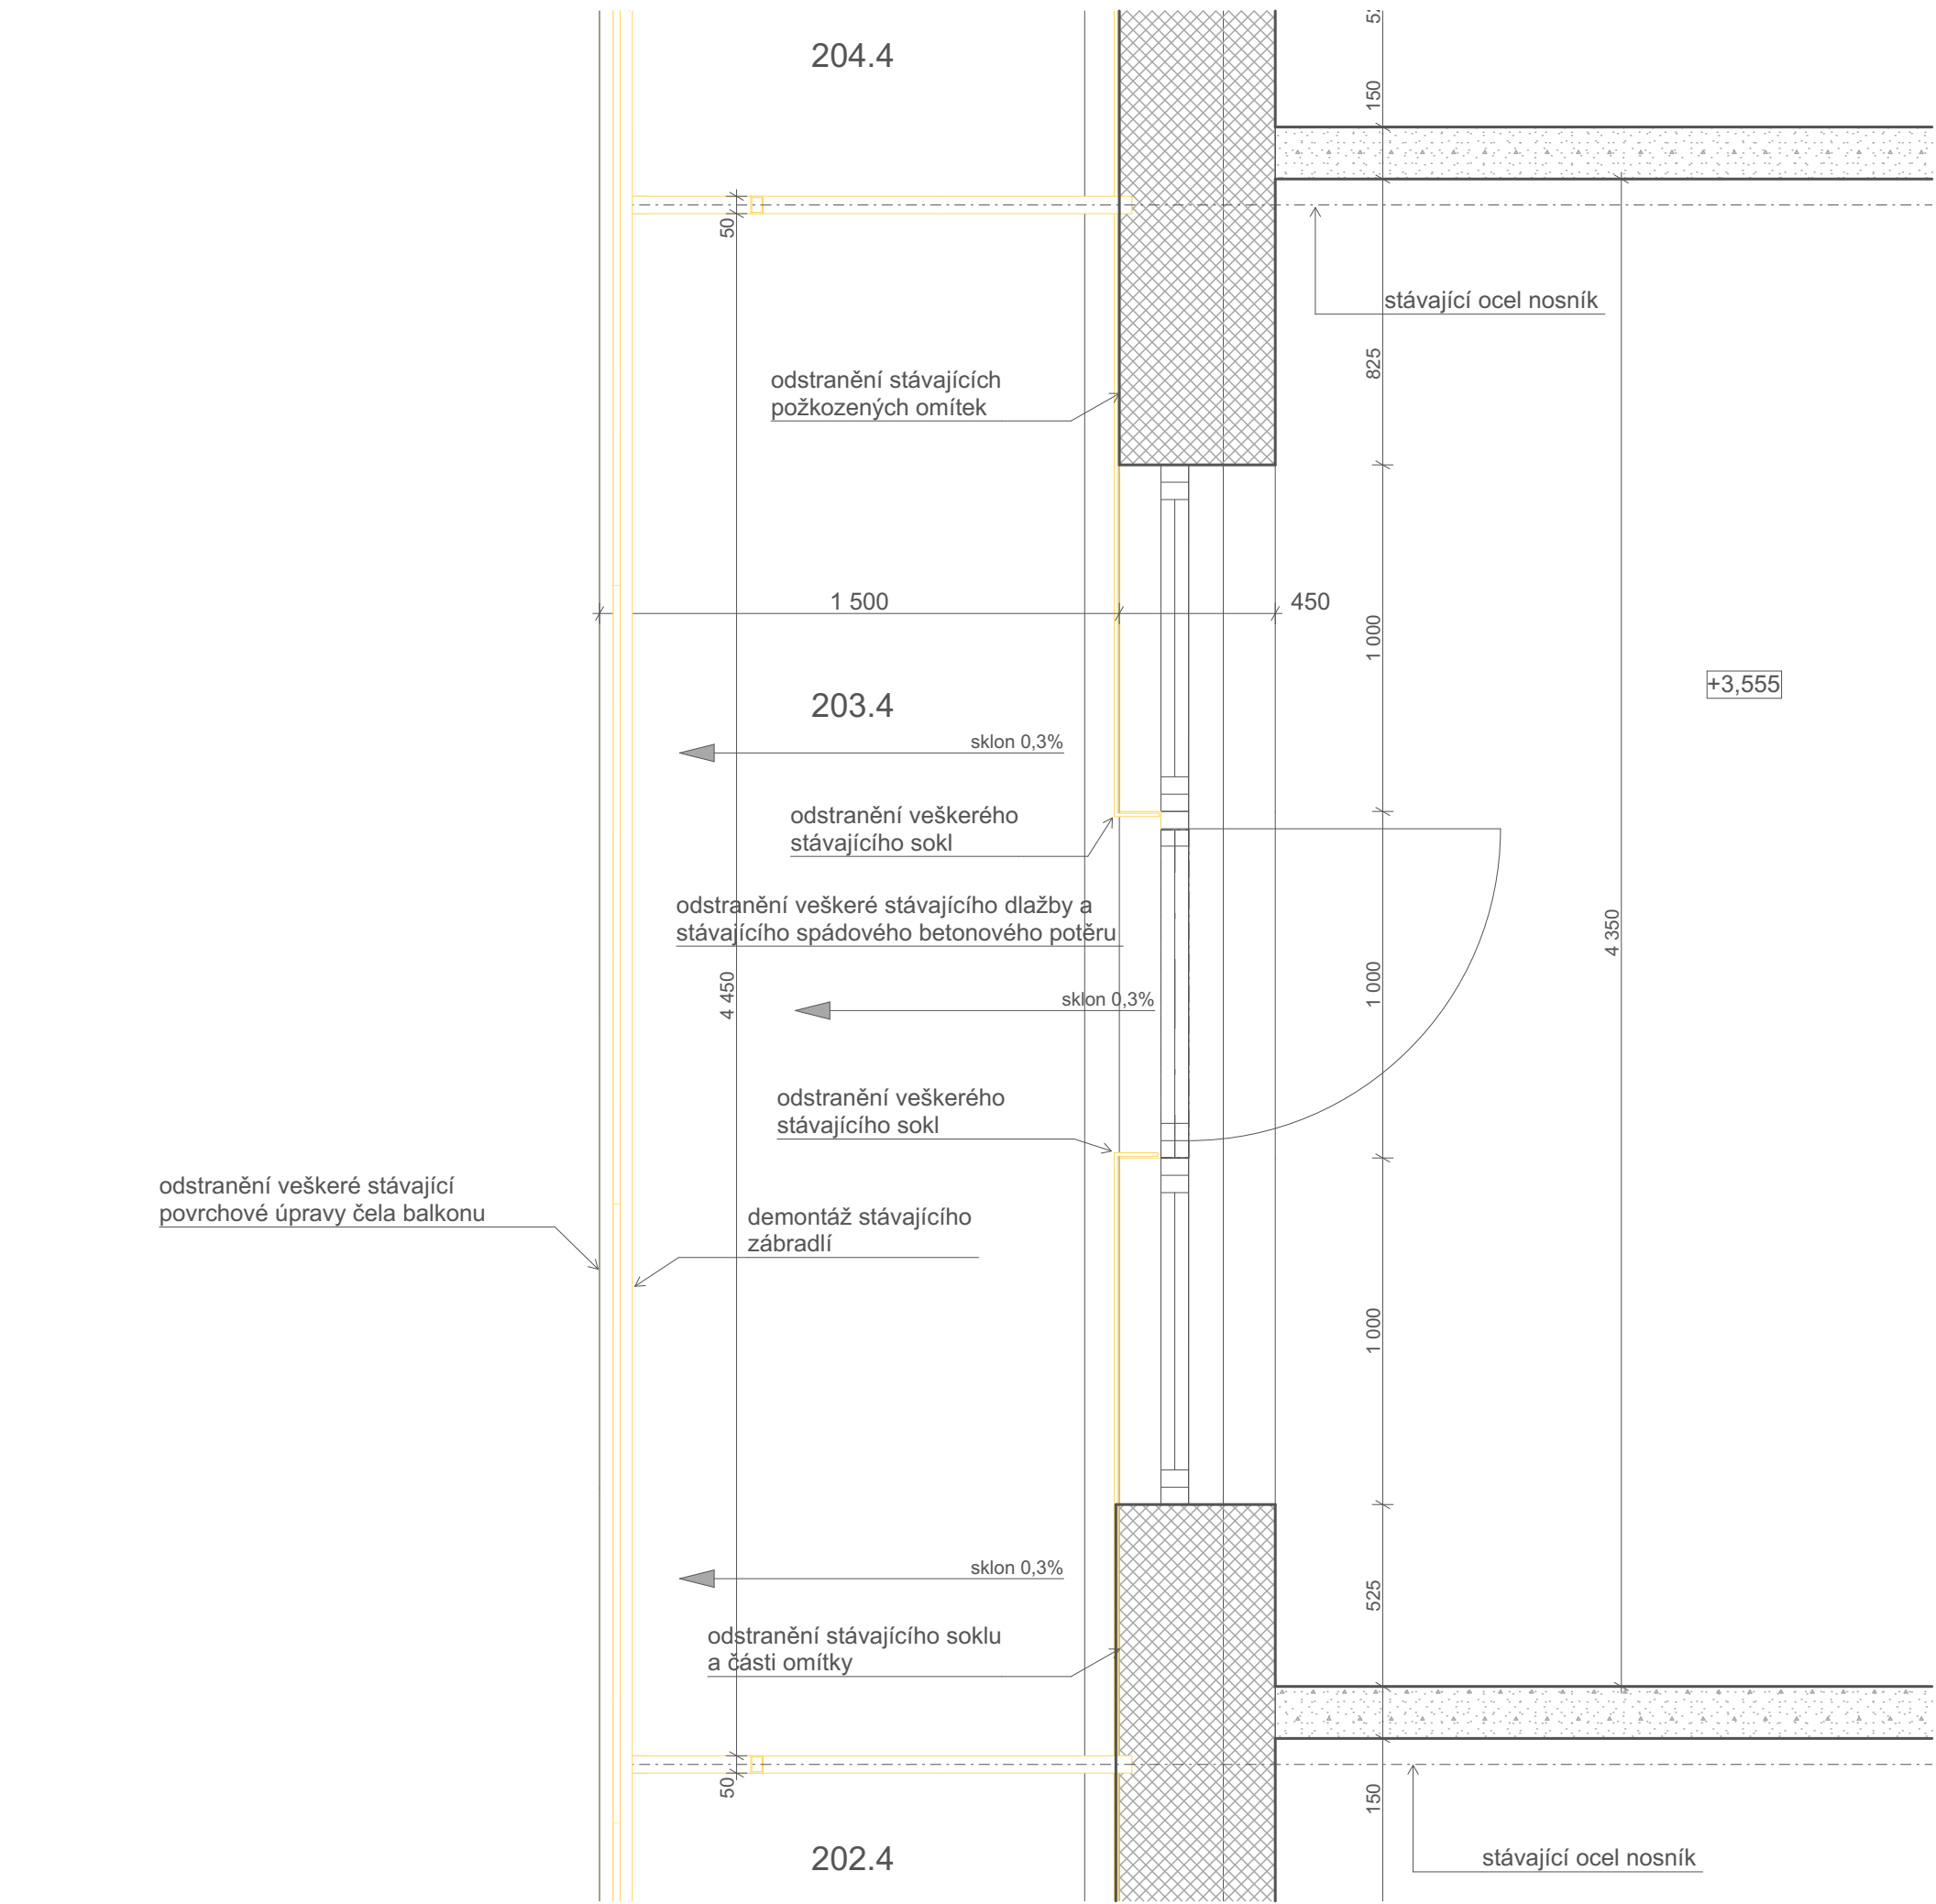 204.4
5
150
50
stávající ocel nosník
825
odstranění stávajících
požkozených omítek
1 500
450
1 000
+3,555
203.4
sklon 0,3%
odstranění veškerého
stávajícího sokl
odstranění veškeré stávajícího dlažby a
stávajícího spádového betonového potěru
4 350
4 450
1 000
sklon 0,3%
odstranění veškerého
stávajícího sokl
odstranění veškeré stávající
povrchové úpravy čela balkonu
demontáž stávajícího
zábradlí
1 000
sklon 0,3%
525
odstranění stávajícího soklu
a části omítky
50
150
202.4
stávající ocel nosník